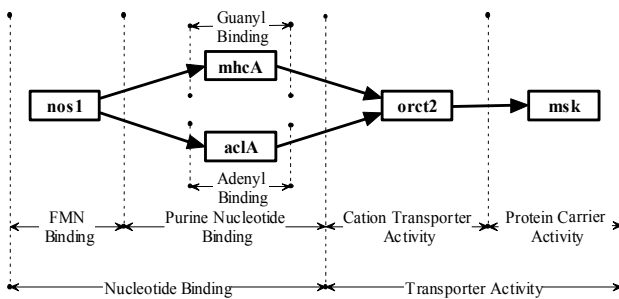 Guanyl
Binding
mhcA
nos1
orct2
msk
aclA
Adenyl
Binding
FMN
Binding
Purine Nucleotide
Binding
Cation Transporter
Activity
Protein Carrier
Activity
Nucleotide Binding
Transporter Activity